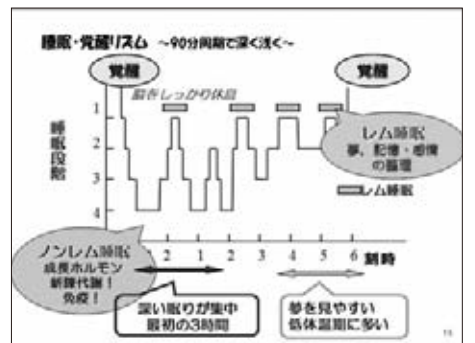 睡眠・覚醒リズム ～90分周期で深く浅く～
覚醒
覚醒
脳をしっかり休息
睡眠段階
1
2
3
4
レム睡眠
夢、記憶・感情
の整理
レム睡眠
ノンレム睡眠
成長ホルモン
新陳代謝！
免疫！
2 1 2 3 4 5 6 刻時
深い眠りが集中
最初の3時間
夢を見やすい
低体温期に多い